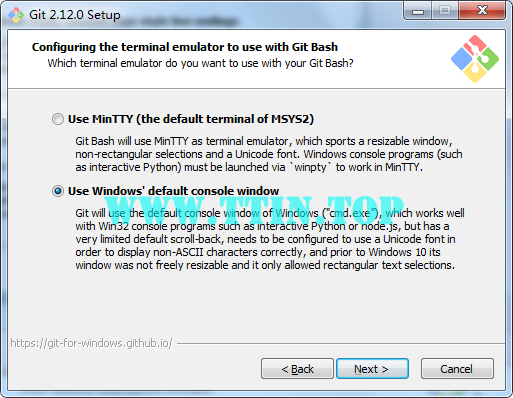 Git 2.12.0 Setup
Configuring the terminal emulator to use with Git Bash
Which terminal emulator do you want to use with your Git Bash?
Use MinTTY (the default terminal of MSYS2)
Git Bash will use MinTTY as terminal emulator, which sports a resizable window,
non-rectangular selections and a Unicode font. Windows console programs (such
as interactive Python) must be launched via `winpty` to work in MinTTY.
Use Windows' default console window
WWW.TTIN.TOP
Git will use the default console window of Windows ("cmd.exe"), which works well
with Win32 console programs such as interactive Python or node.js, but has a
very limited default scroll-back, needs to be configured to use a Unicode font in
order to display non-ASCII characters correctly, and prior to Windows 10 its
window was not freely resizable and it only allowed rectangular text selections.
https://git-for-windows.github.io/
< Back
Next >
Cancel